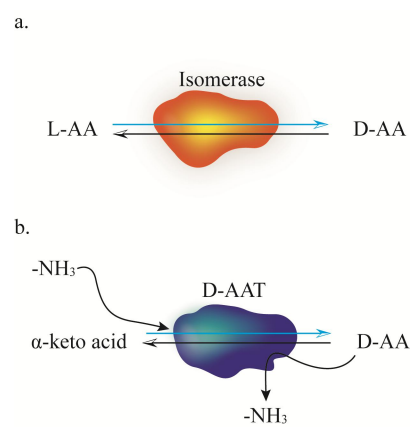 a.
Isomerase
L-AA D-AA
b.
-NH₃
D-AAT
α-keto acid D-AA
-NH₃